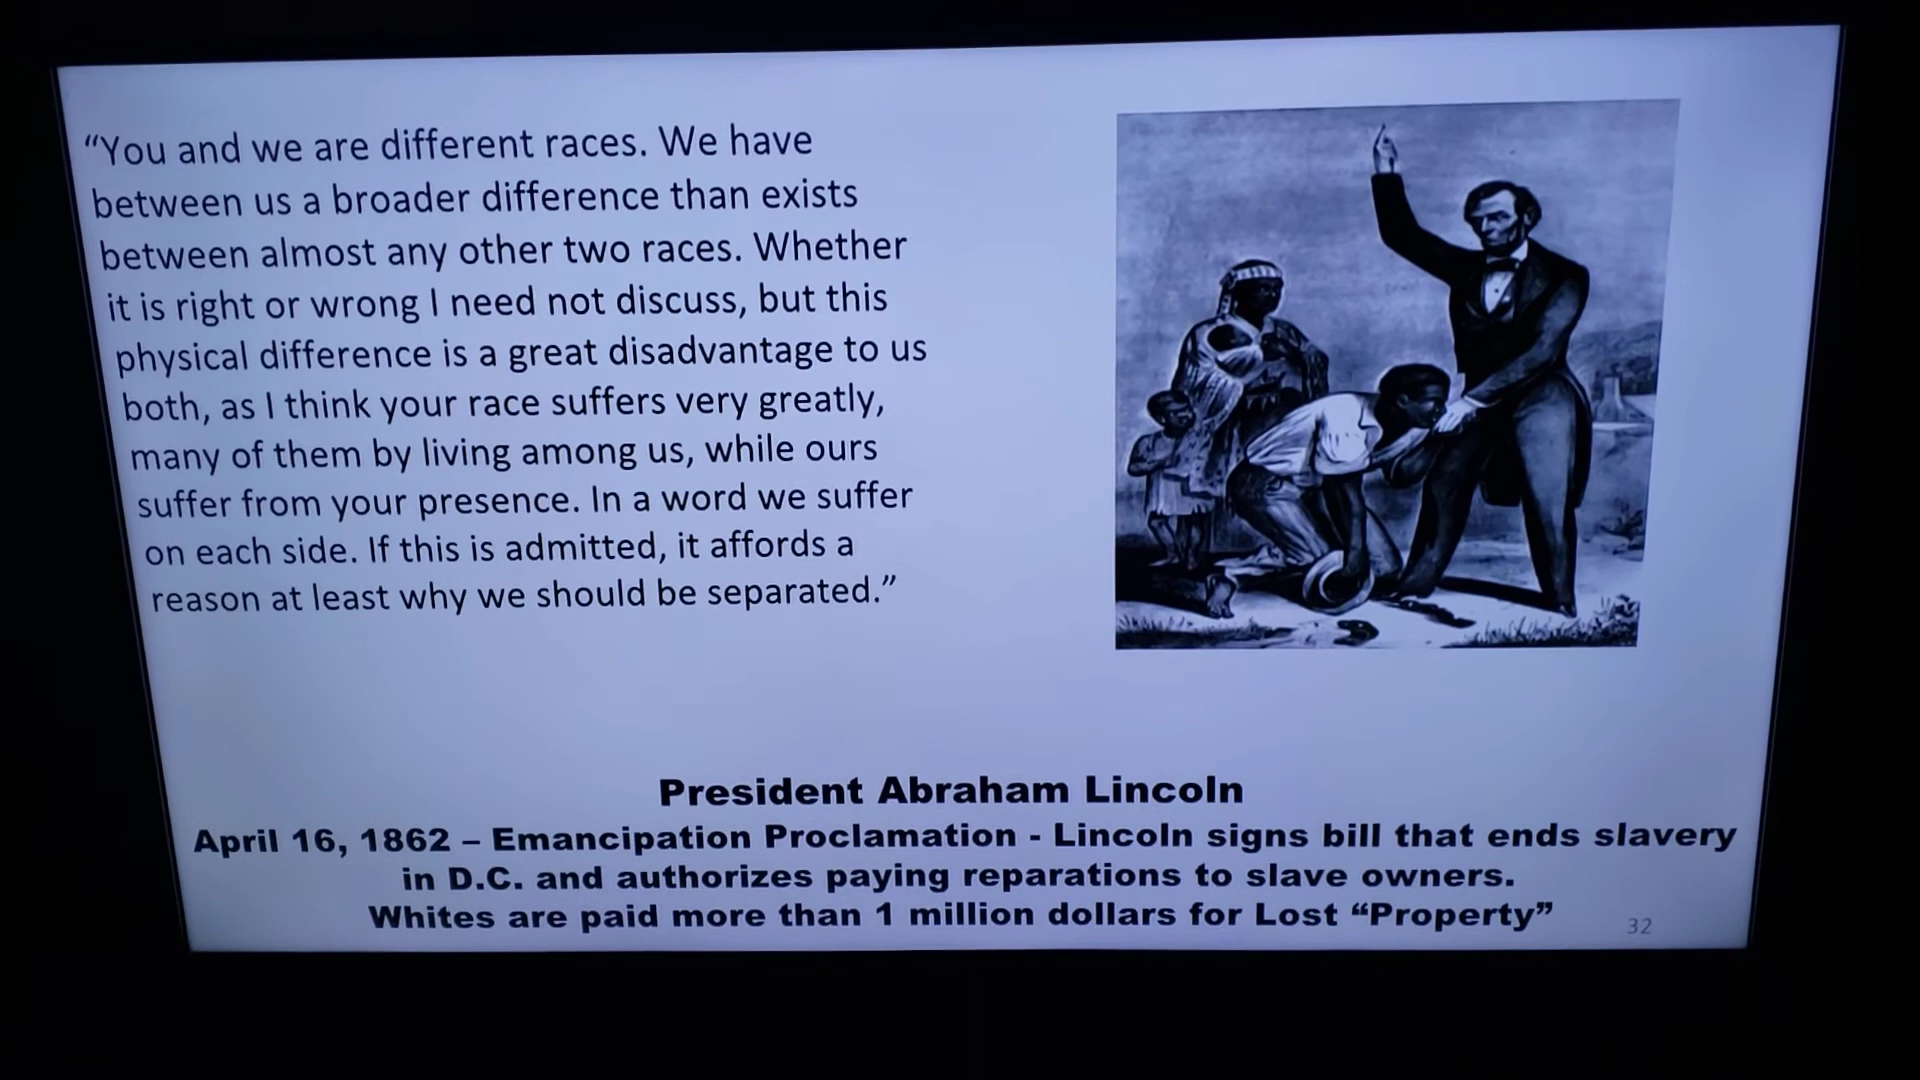 “You and we are different races. We have
between us a broader difference than exists
between almost any other two races. Whether
it is right or wrong I need not discuss, but this
physical difference is a great disadvantage to us
both, as I think your race suffers very greatly,
many of them by living among us, while ours
suffer from your presence. In a word we suffer
on each side. If this is admitted, it affords a
reason at least why we should be separated.”
President Abraham Lincoln
April 16, 1862 – Emancipation Proclamation - Lincoln signs bill that ends slavery
in D.C. and authorizes paying reparations to slave owners.
Whites are paid more than 1 million dollars for Lost “Property”
32